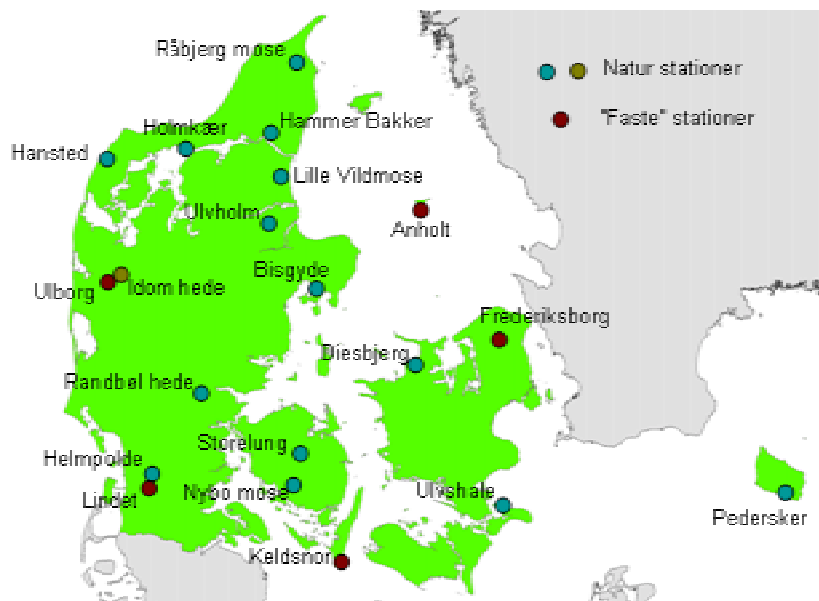 Råbjerg mose
Natur stationer
"Faste" stationer
Holmkær
Hammer Bakker
Hansted
Lille Vildmose
Ulvholm
Anholt
Bisgyde
Ulborg
Idom hede
Frederiksborg
Diesbjerg
Randbøl hede
Storelung
Helmpolde
Lindet
Nybo mose
Ulvshale
Pedersker
Keldsnor